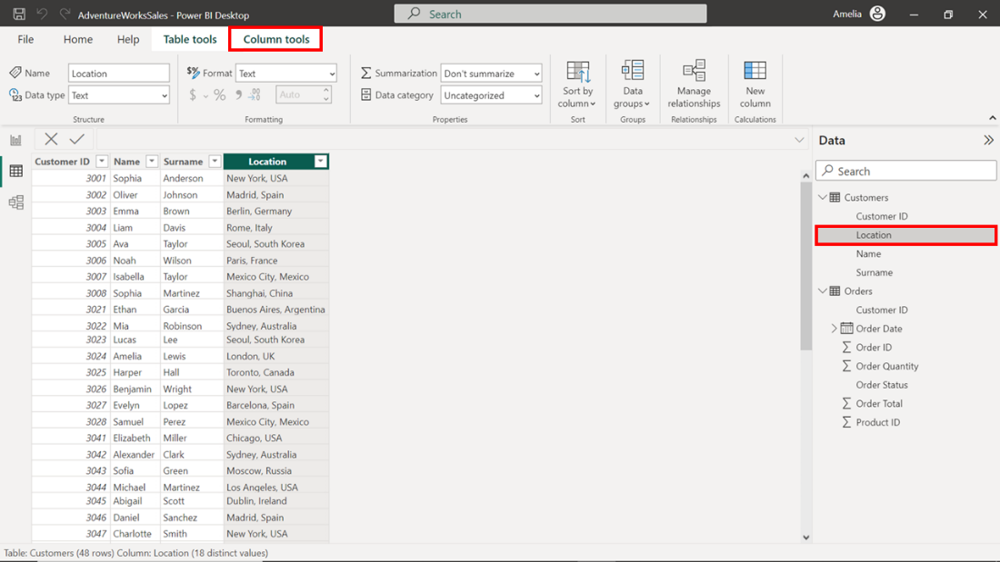 AdventureWorksSales - Power BI Desktop
Search
Amelia
File Home Help Table tools Column tools
Name Location
Data type Text
Structure
$% Format Text
$ % 9 .00 Auto
Formatting
Summarization Don't summarize
Data category Uncategorized
Properties
Sort by
column
Sort
Data
groups
Groups
Manage
relationships
Relationships
New
column
Calculations
Customer ID Name Surname Location
3001 Sophia Anderson New York, USA
3002 Oliver Johnson Madrid, Spain
3003 Emma Brown Berlin, Germany
3004 Liam Davis Rome, Italy
3005 Ava Taylor Seoul, South Korea
3006 Noah Wilson Paris, France
3007 Isabella Taylor Mexico City, Mexico
3008 Sophia Martinez Shanghai, China
3021 Ethan Garcia Buenos Aires, Argentina
3022 Mia Robinson Sydney, Australia
3023 Lucas Lee Seoul, South Korea
3024 Amelia Lewis London, UK
3025 Harper Hall Toronto, Canada
3026 Benjamin Wright New York, USA
3027 Evelyn Lopez Barcelona, Spain
3028 Samuel Perez Mexico City, Mexico
3041 Elizabeth Miller Chicago, USA
3042 Alexander Clark Sydney, Australia
3043 Sofia Green Moscow, Russia
3044 Michael Martinez Los Angeles, USA
3045 Abigail Scott Dublin, Ireland
3046 Daniel Sanchez Madrid, Spain
3047 Charlotte Smith New York, USA
Data
Search
Customers
Customer ID
Location
Name
Surname
Orders
Customer ID
Order Date
Order ID
Order Quantity
Order Status
Order Total
Product ID
Table: Customers (48 rows) Column: Location (18 distinct values)